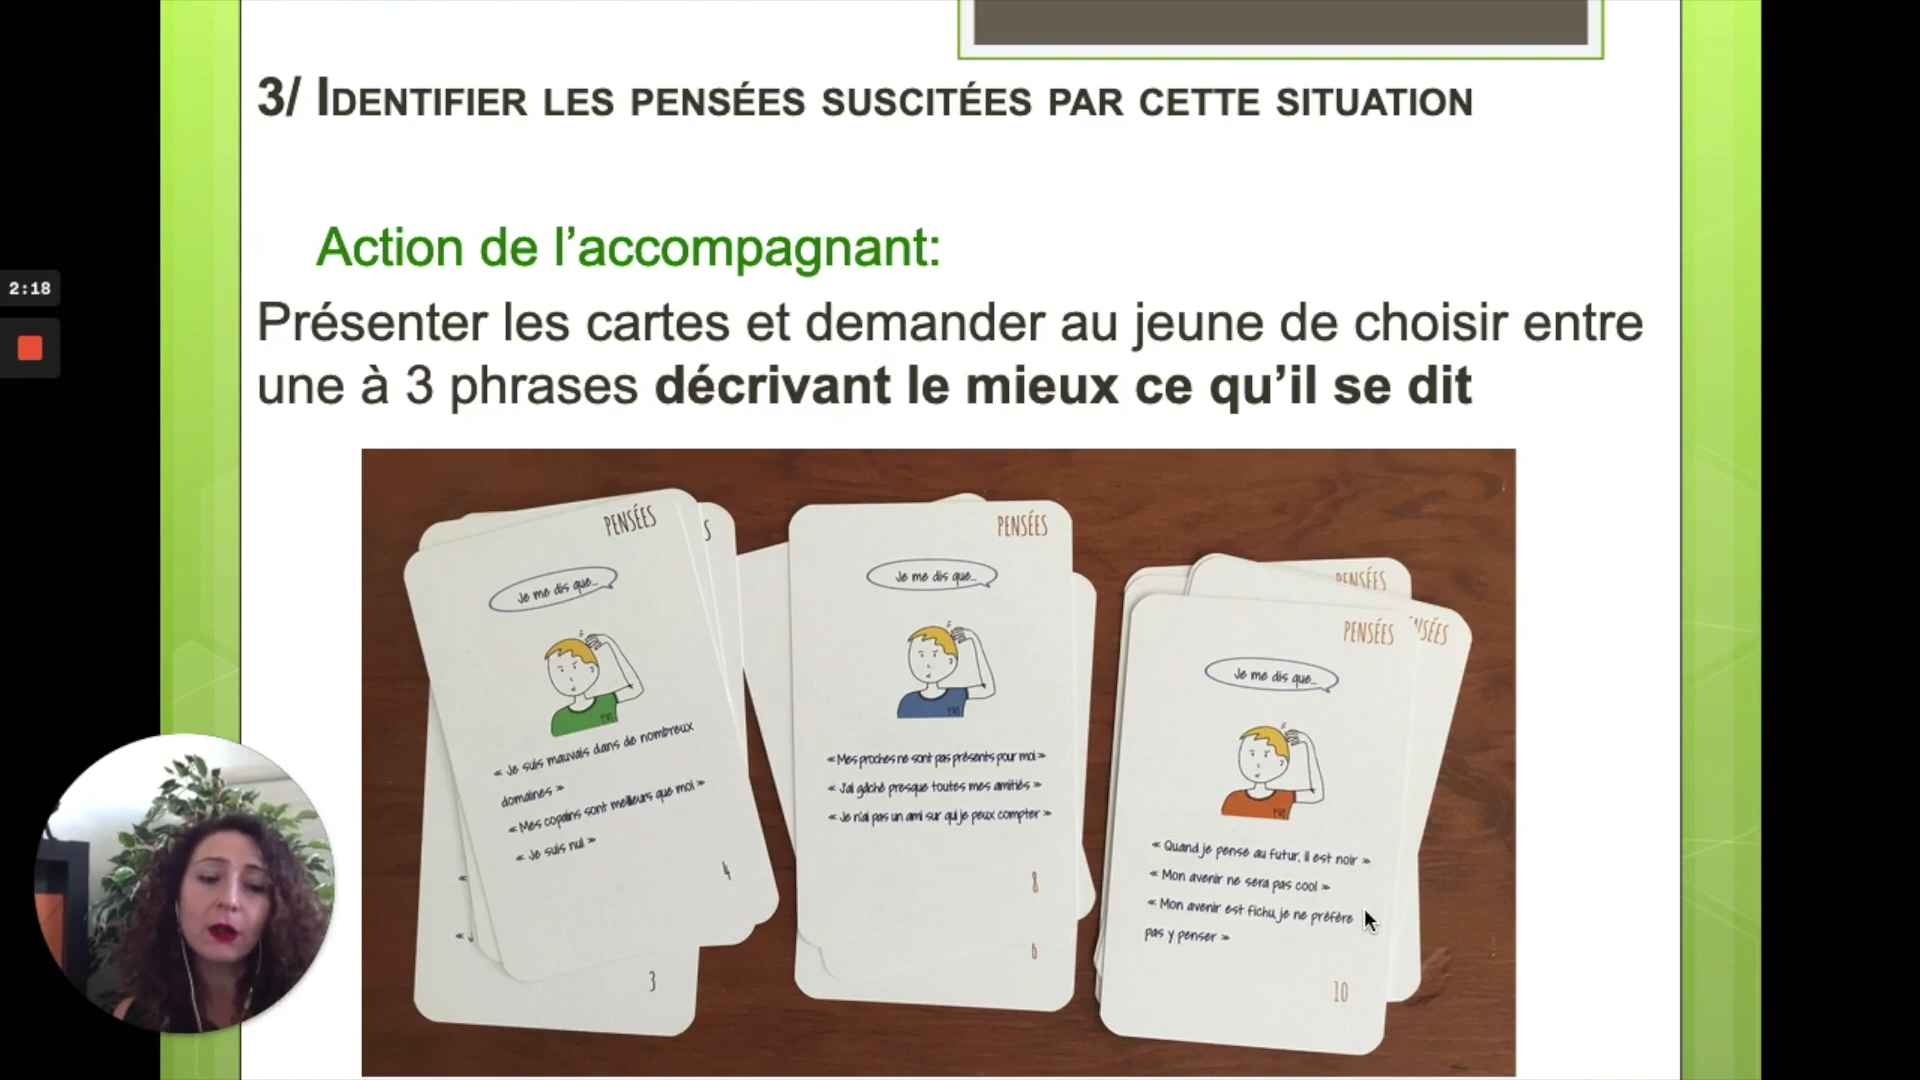 3/ IDENTIFIER LES PENSÉES SUSCITÉES PAR CETTE SITUATION
Action de l’accompagnant:
2:18
Présenter les cartes et demander au jeune de choisir entre
une à 3 phrases décrivant le mieux ce qu’il se dit
PENSÉES
S
Je me dis que...
« Je suis mauvais dans de nombreux
domaines »
« Mes copains sont meilleurs que moi »
« Je suis nul »
4
«
«
3
PENSÉES
Je me dis que...
« Mes proches ne sont pas présents pour moi »
« J'ai gâché presque toutes mes amitiés »
« Je n'ai pas un ami sur qui je peux compter »
8
6
PENSÉES
NSÉES
PENSÉES
Je me dis que...
« Quand je pense au futur, il est noir »
« Mon avenir ne sera pas cool »
« Mon avenir est fichu, je ne préfère
pas y penser »
10